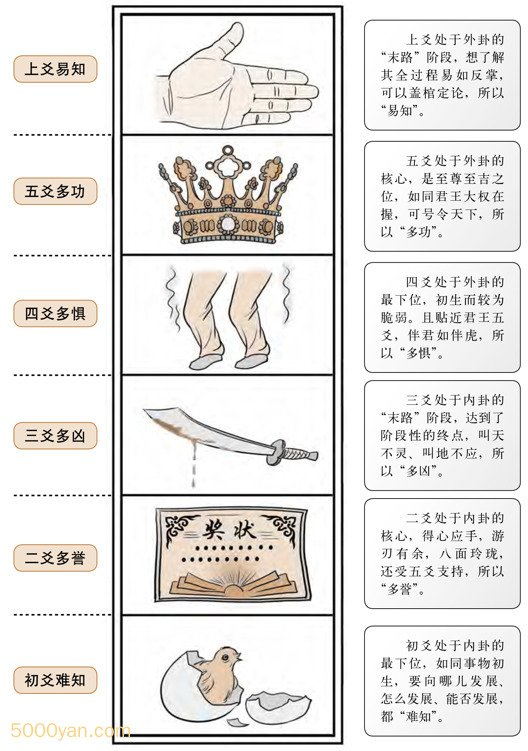 上爻易知
上爻处于外卦的
“末路”阶段，想了解
其全过程易如反掌，
可以盖棺定论，所以
“易知”。
五爻多功
五爻处于外卦的
核心，是至尊至吉之
位，如同君王大权在
握，可号令天下，所
以“多功”。
四爻多惧
四爻处于外卦的
最下位，初生而较为
脆弱。且贴近君王五
爻，伴君如伴虎，所
以“多惧”。
三爻多凶
三爻处于内卦的
“末路”阶段，达到了
阶段性的终点，叫天
不灵、叫地不应，所
以“多凶”。
二爻多誉
奖状
二爻处于内卦的
核心，得心应手，游
刃有余，八面玲珑，
还受五爻支持，所以
“多誉”。
初爻难知
初爻处于内卦的
最下位，如同事物初
生，要向哪儿发展、
怎么发展、能否发展，
都“难知”。
5000yan.com